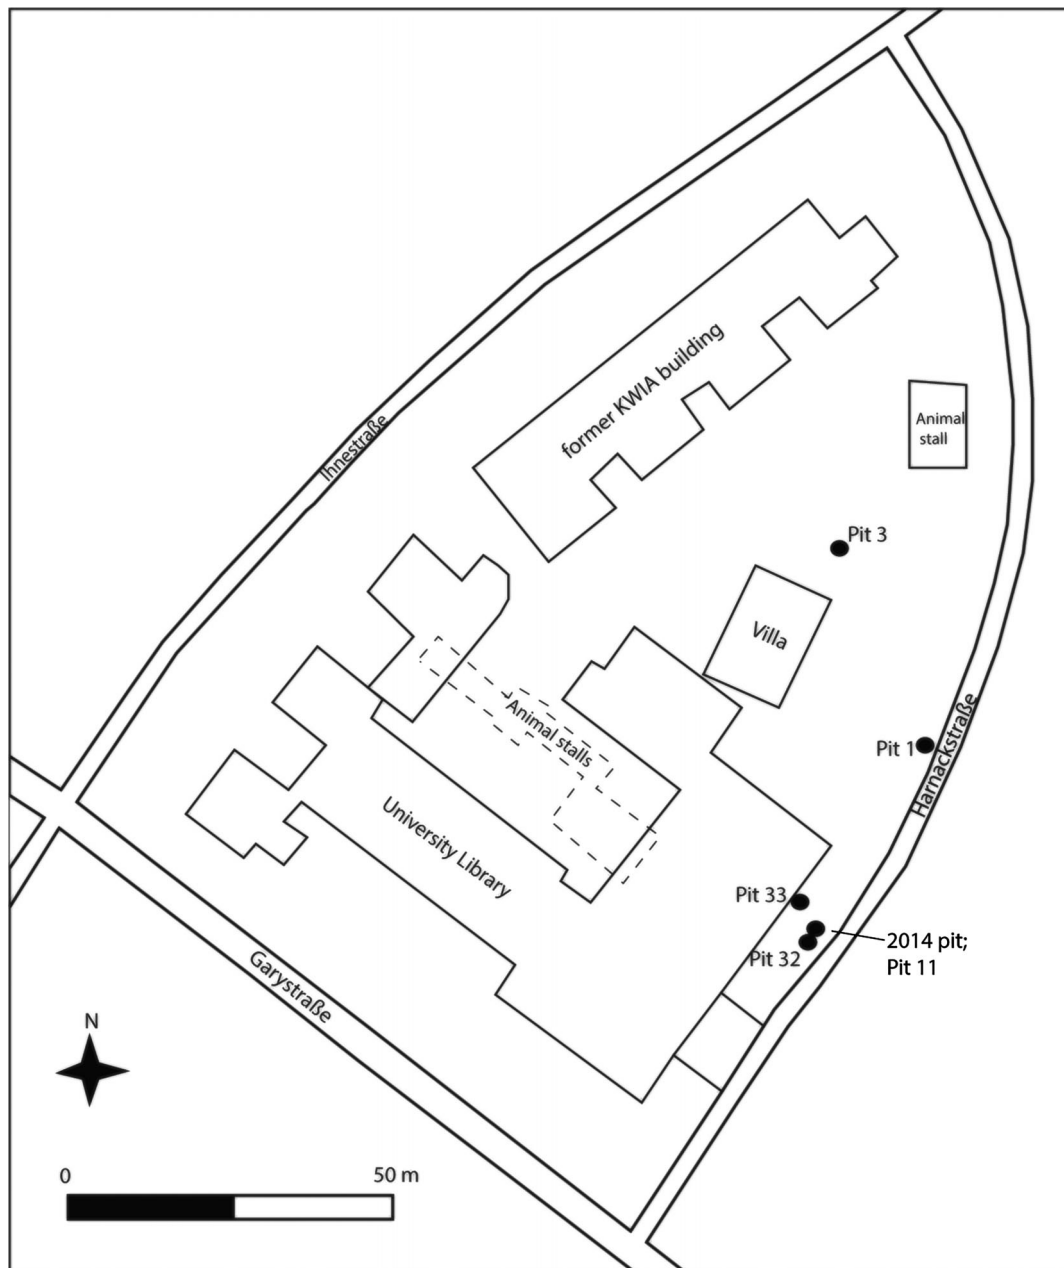 Ihnestraße
former KWIA building
Animal
stall
Pit 3
Villa
Animal stalls
Pit 1
Harnackstraße
University Library
Pit 33
2014 pit;
Pit 11
Pit 32
Garystraße
N
0
50 m